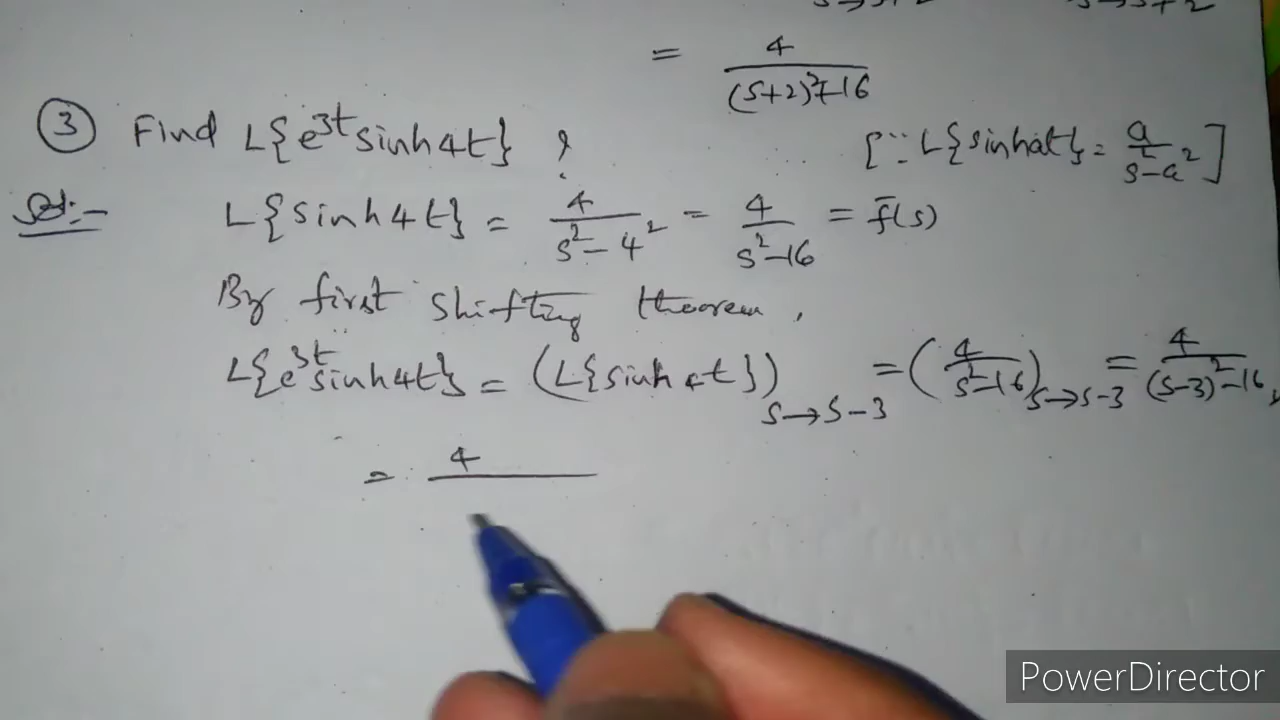 = 4/((s+2)²+16)
③ Find L{e^{3t} sinh4t} ?
[∵ L{sinhat} = a/(s²-a²)]
Sol:- L{sinh4t} = 4/(s²-4²) = 4/(s²-16) = f̄(s)
By first shifting theorem,
L{e^{3t} sinh4t} = (L{sinh4t})_{s→s-3} = (4/(s²-16))_{s→s-3} = 4/((s-3)²-16),
= 4/
PowerDirector